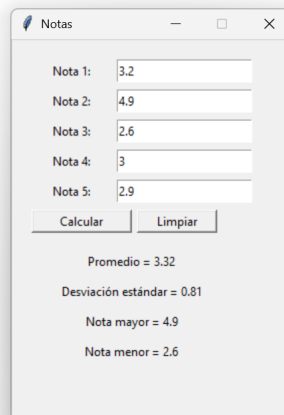 Notas
Nota 1: 3.2
Nota 2: 4.9
Nota 3: 2.6
Nota 4: 3
Nota 5: 2.9
Calcular Limpiar
Promedio = 3.32
Desviación estándar = 0.81
Nota mayor = 4.9
Nota menor = 2.6